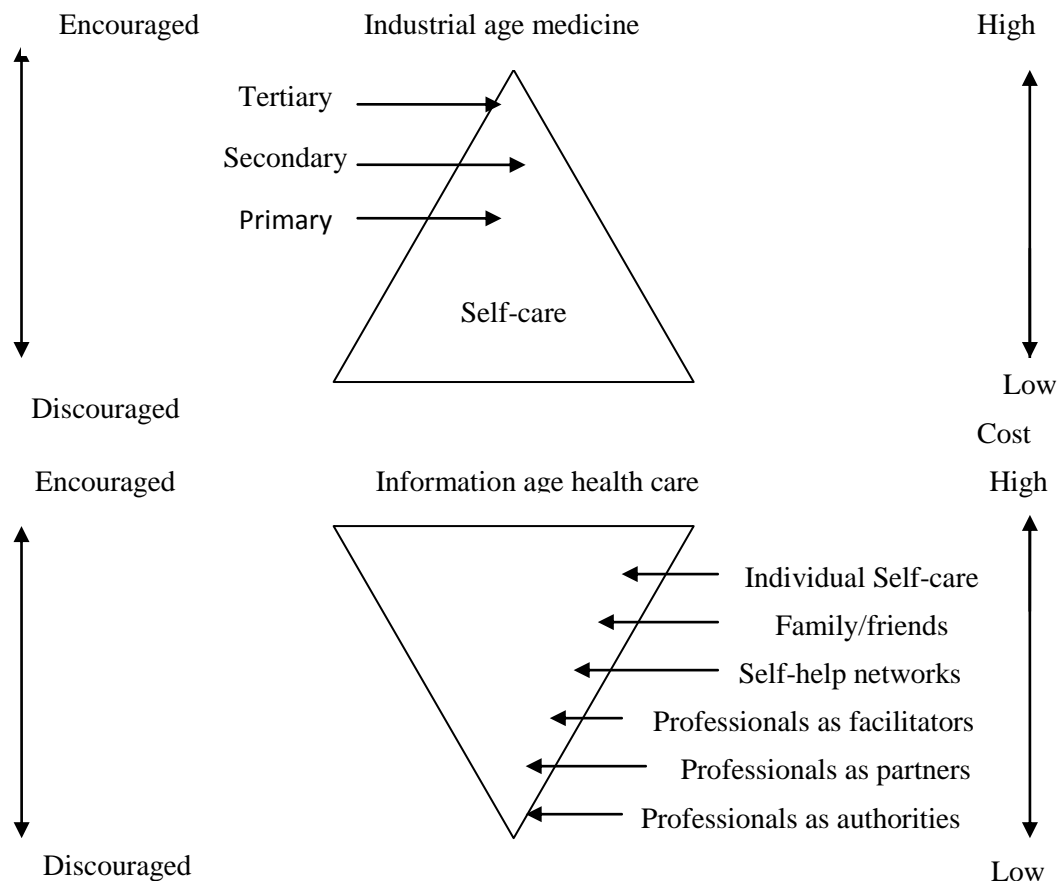 Encouraged Industrial age medicine High
Tertiary
Secondary
Primary
Self-care
Low
Discouraged
Cost
Encouraged Information age health care High
Individual Self-care
Family/friends
Self-help networks
Professionals as facilitators
Professionals as partners
Professionals as authorities
Discouraged Low